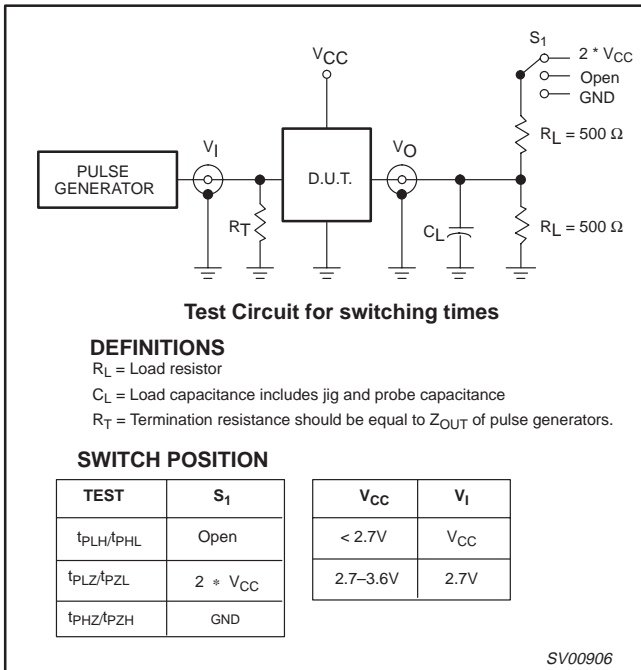 S1
2 * VCC
Open
GND
VCC
RL = 500 Ω
VI
VO
PULSE
GENERATOR
D.U.T.
RT
CL
RL = 500 Ω
Test Circuit for switching times
DEFINITIONS
RL = Load resistor
CL = Load capacitance includes jig and probe capacitance
RT = Termination resistance should be equal to ZOUT of pulse generators.
SWITCH POSITION
TEST S1
tPLH/tPHL Open
tPLZ/tPZL 2 * VCC
tPHZ/tPZH GND
VCC VI
< 2.7V VCC
2.7–3.6V 2.7V
SV00906